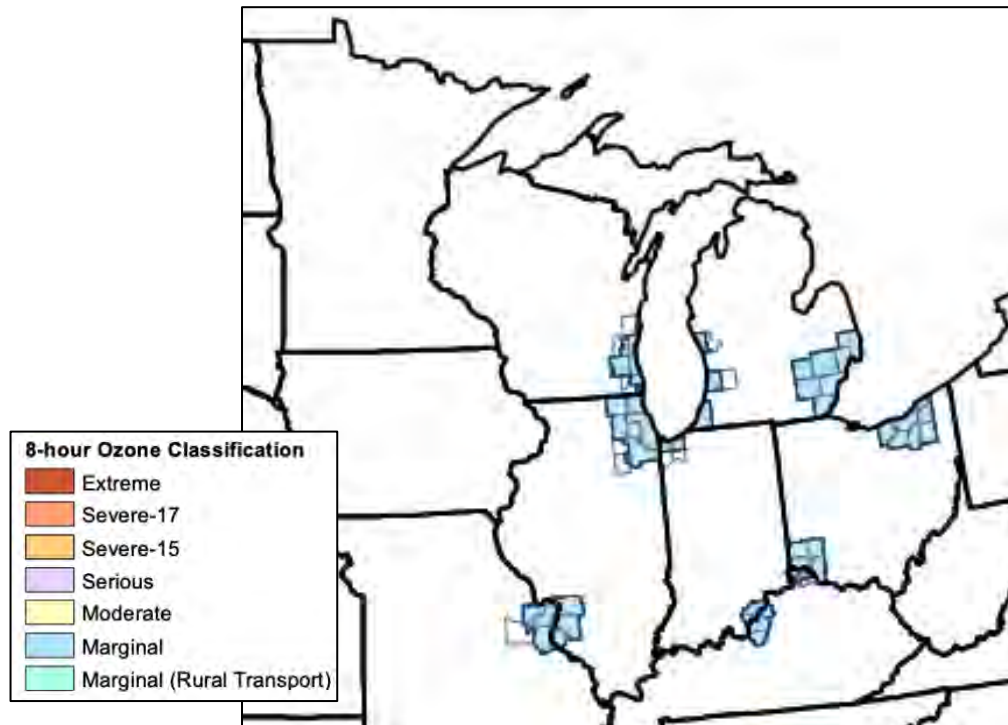 8-hour Ozone Classification
Extreme
Severe-17
Severe-15
Serious
Moderate
Marginal
Marginal (Rural Transport)